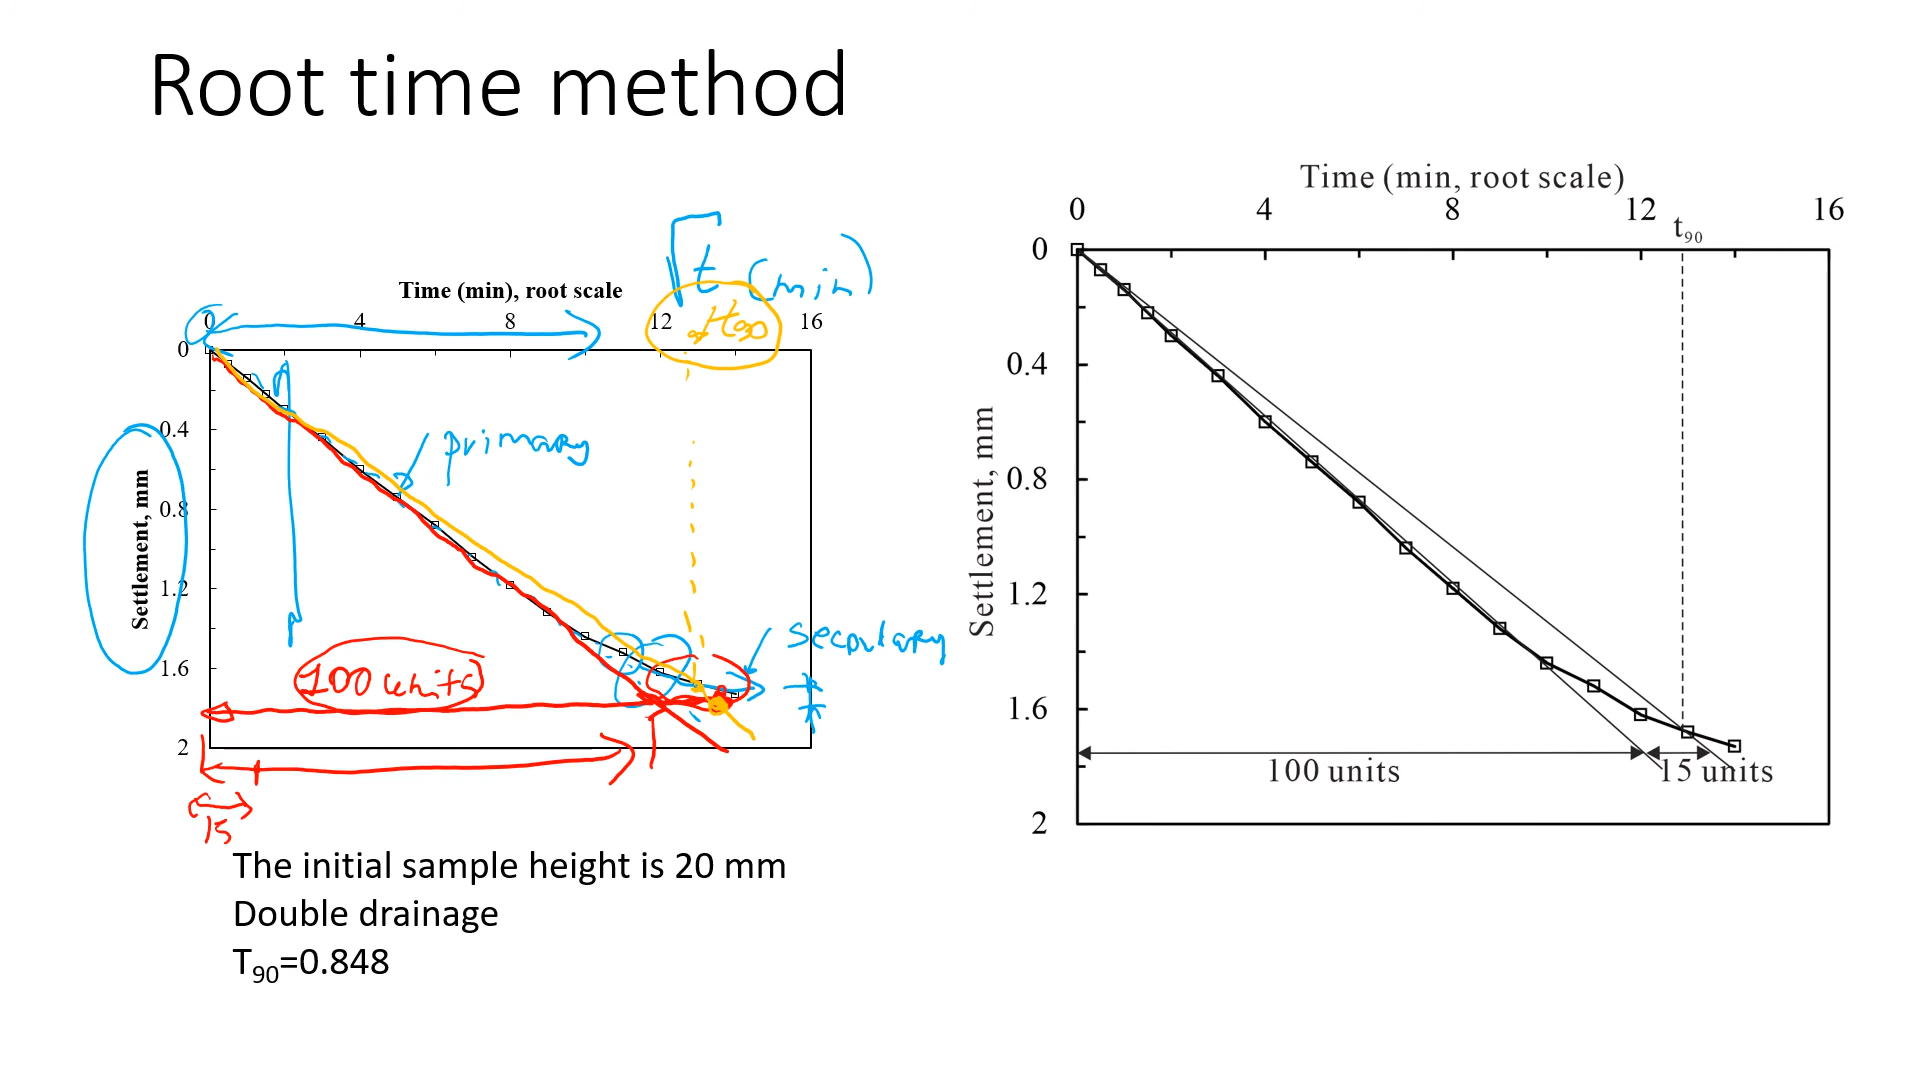 Root time method
√t (min)
Time (min), root scale
0 4 8 12 16
√t90
0
0.4
0.8
1.2
1.6
2
Settlement, mm
primary
secondary
100 units
15
The initial sample height is 20 mm
Double drainage
T90=0.848
Time (min, root scale)
0 4 8 12 16
t90
0
0.4
0.8
1.2
1.6
2
Settlement, mm
100 units
15 units